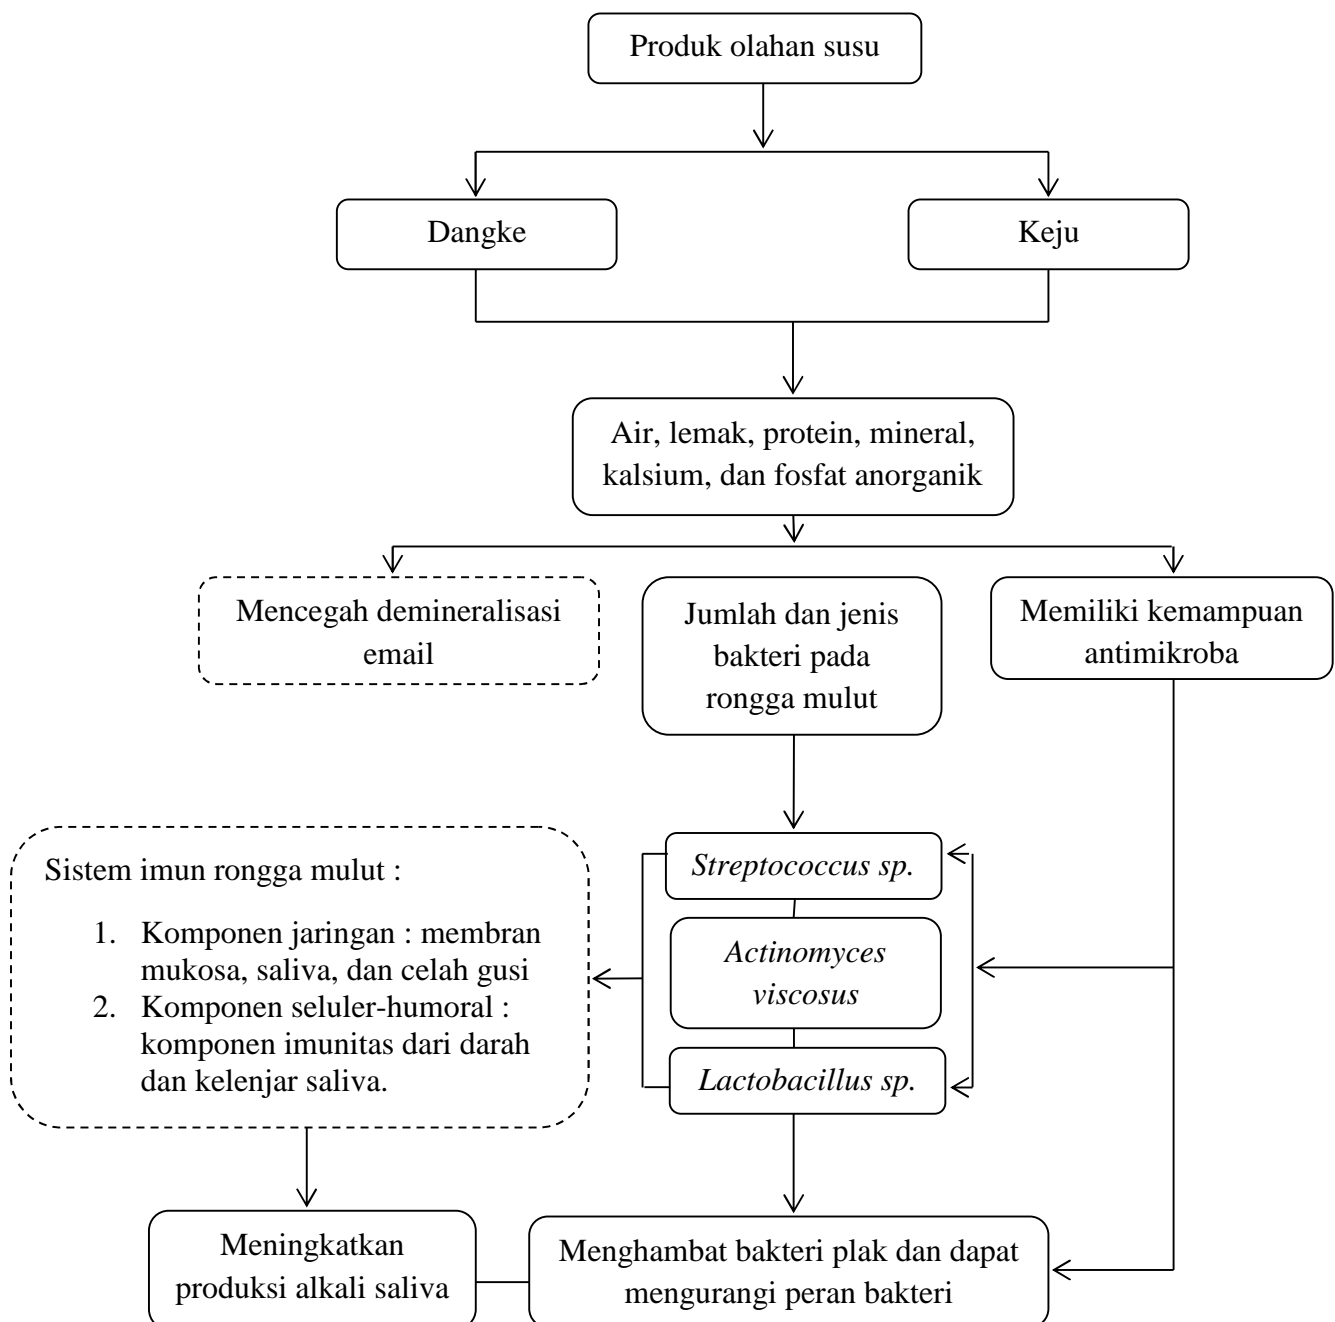 Produk olahan susu
Dangke
Keju
Air, lemak, protein, mineral,
kalsium, dan fosfat anorganik
Mencegah demineralisasi
email
Jumlah dan jenis
bakteri pada
rongga mulut
Memiliki kemampuan
antimikroba
Sistem imun rongga mulut :
1. Komponen jaringan : membran
mukosa, saliva, dan celah gusi
2. Komponen seluler-humoral :
komponen imunitas dari darah
dan kelenjar saliva.
Streptococcus sp.
Actinomyces
viscosus
Lactobacillus sp.
Meningkatkan
produksi alkali saliva
Menghambat bakteri plak dan dapat
mengurangi peran bakteri